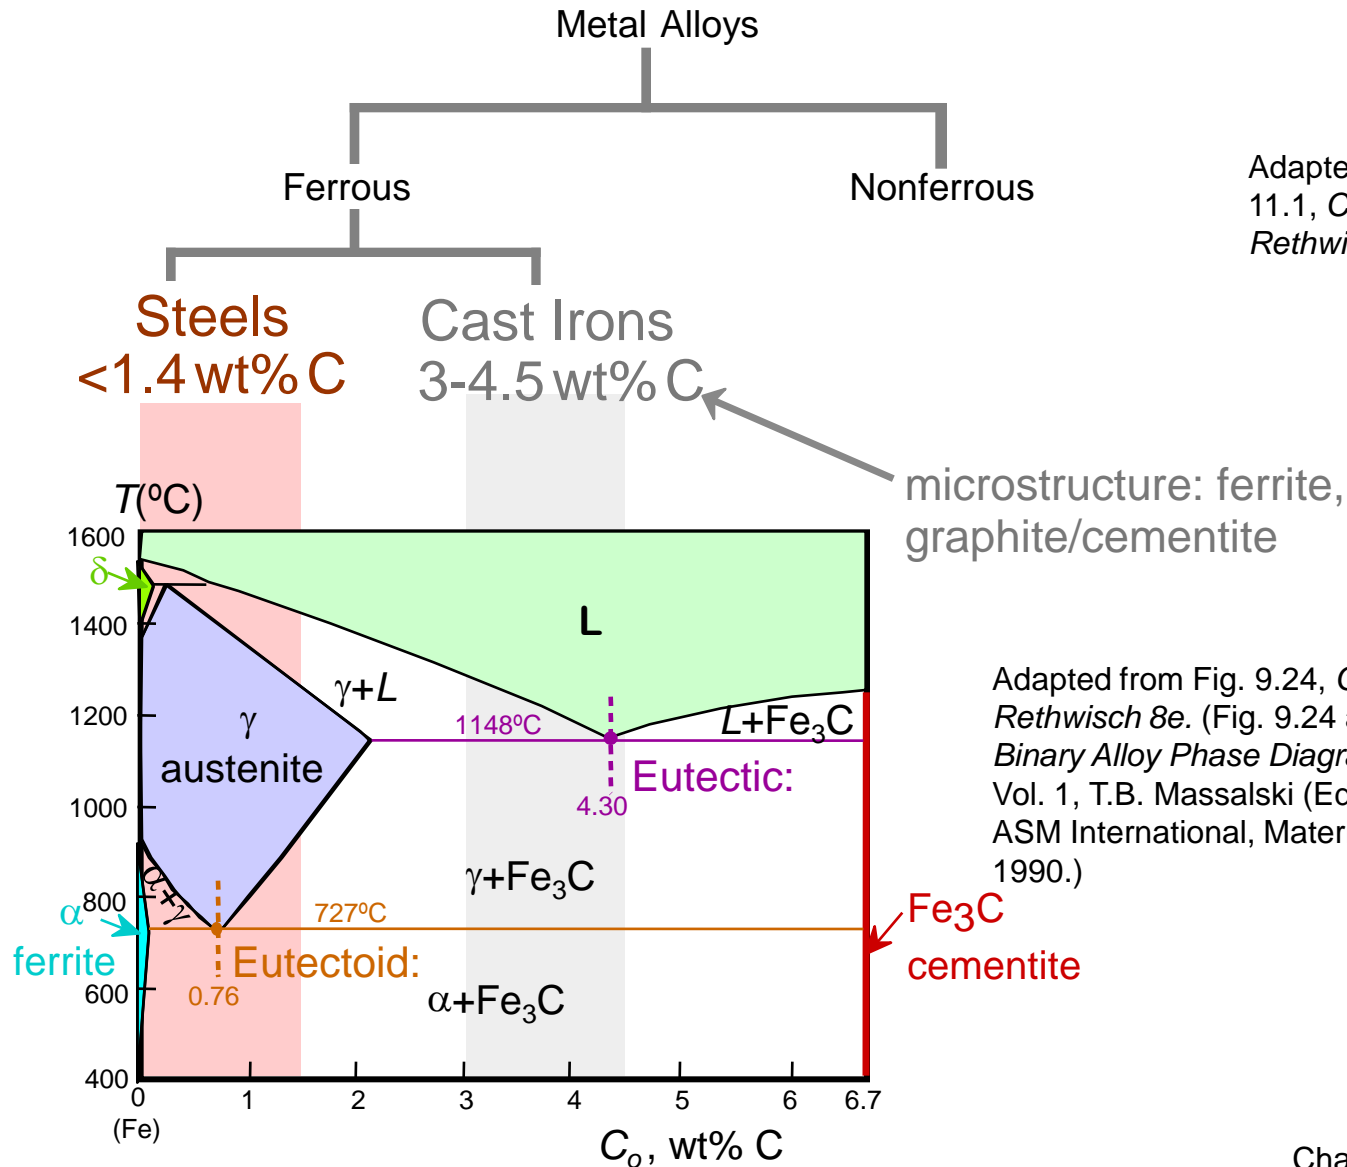 Metal Alloys
Ferrous
Nonferrous
Adapte
11.1, C
Rethwi
Steels
<1.4 wt% C
Cast Irons
3-4.5 wt% C
microstructure: ferrite,
graphite/cementite
T(ºC)
1600
δ
1400
L
γ+L
1200
γ
austenite
1148ºC
L+Fe₃C
Eutectic:
4.30
1000
Adapted from Fig. 9.24, C
Rethwisch 8e. (Fig. 9.24 a
Binary Alloy Phase Diagra
Vol. 1, T.B. Massalski (Ed
ASM International, Mater
1990.)
α+γ
γ+Fe₃C
800
727ºC
α
ferrite
Eutectoid:
0.76
Fe₃C
cementite
600
α+Fe₃C
400
0
1
2
3
4
5
6
6.7
(Fe)
Cₒ, wt% C
Cha